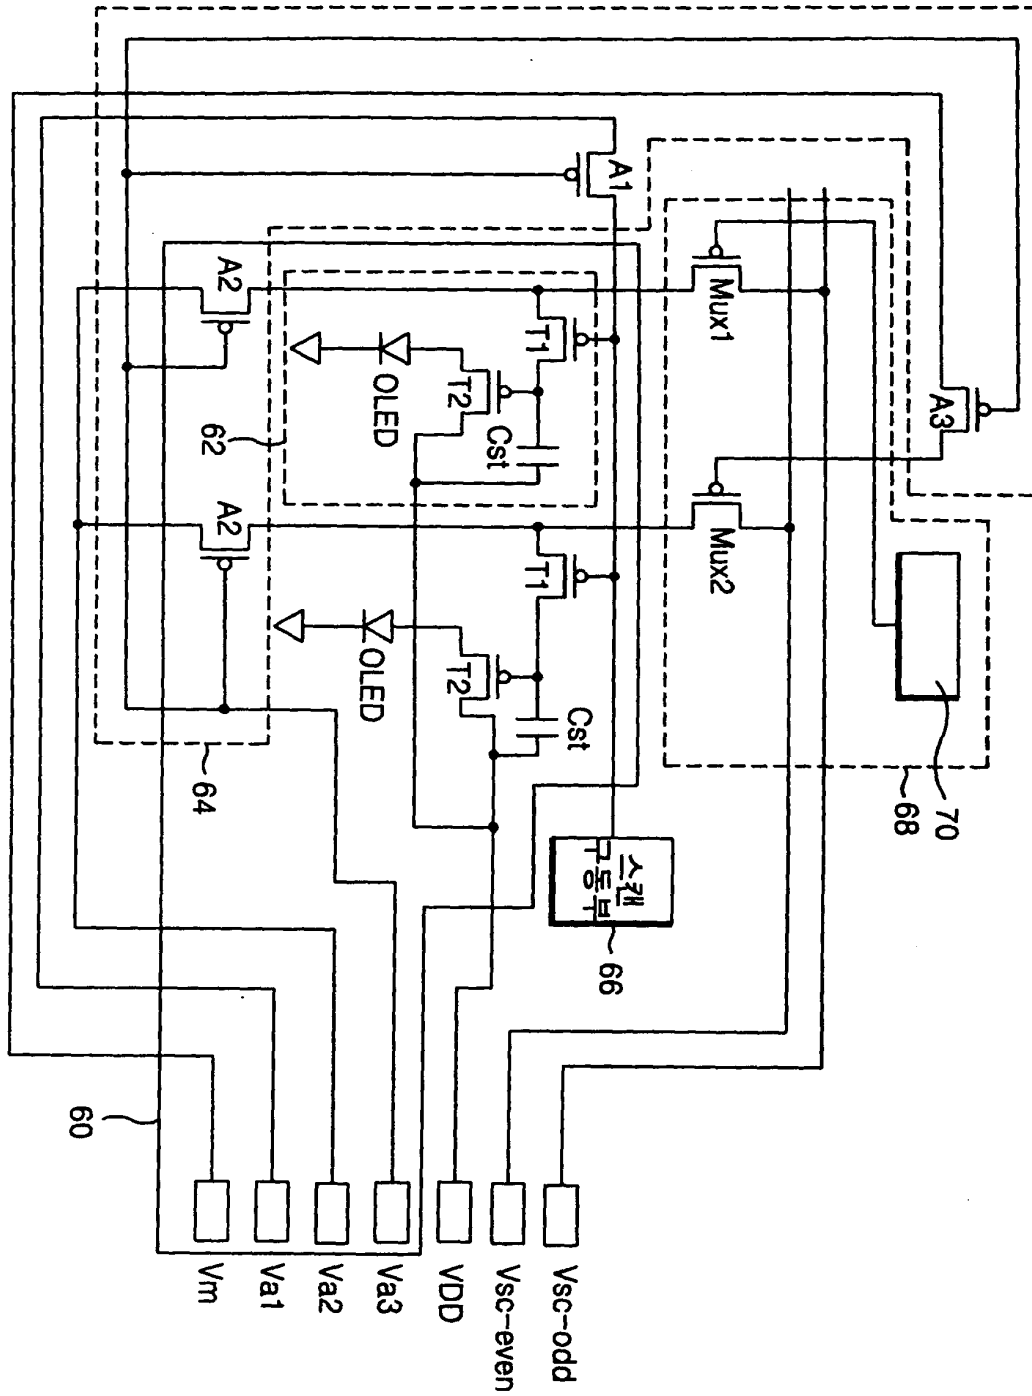 A3
70
68
Mux1
Mux2
A1
스캔
구동부
66
T1
T1
Cst
Cst
T2
T2
OLED
OLED
62
A2
A2
64
60
Vsc-odd
Vsc-even
VDD
Va3
Va2
Va1
Vm